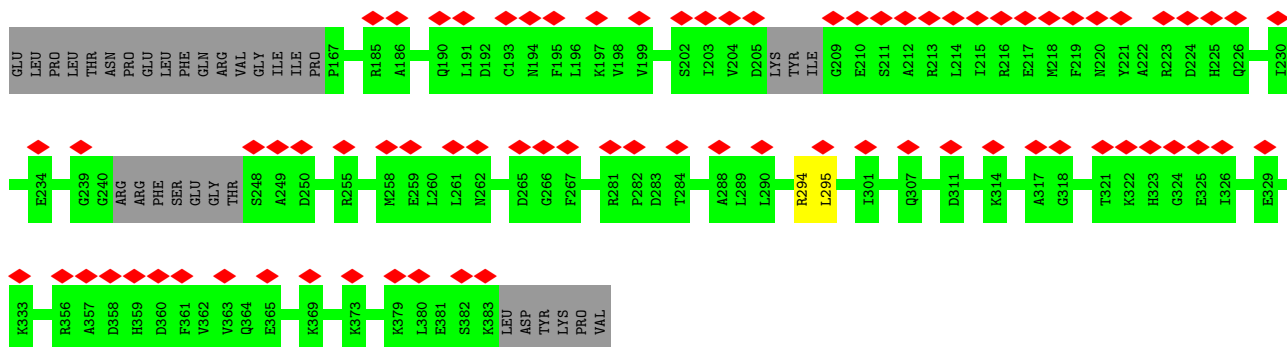 GLU LEU PRO LEU THR ASN PRO GLU LEU PHE GLN ARG VAL GLY ILE ILE PRO P167 R185 A186 Q190 L191 D192 C193 N194 F195 L196 K197 V198 V199 S202 I203 V204 D205 LYS TYR ILE G209 E210 S211 A212 R213 L214 I215 R216 E217 M218 F219 N220 Y221 A222 R223 D224 H225 Q226 I230
E234 G239 G240 ARG ARG PHE SER GLU GLY THR S248 A249 D250 R255 M258 E259 L260 L261 N262 D265 G266 F267 R281 P282 D283 T284 A288 L289 L290 R294 L295 I301 Q307 D311 K314 A317 G318 T321 K322 H323 G324 E325 I326 E329
K333 R356 A357 D358 H359 D360 F361 V362 V363 Q364 E365 K369 K373 K379 L380 E381 S382 K383 LEU ASP TYR LYS PRO VAL